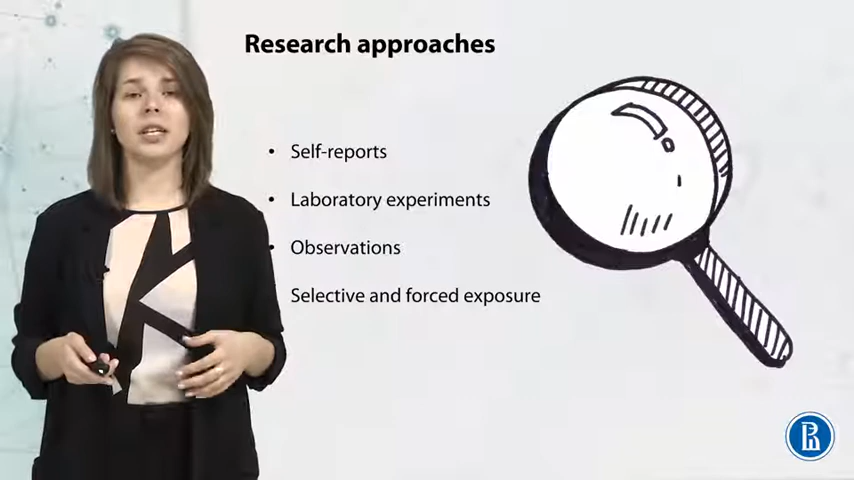 Research approaches
• Self-reports
• Laboratory experiments
• Observations
Selective and forced exposure